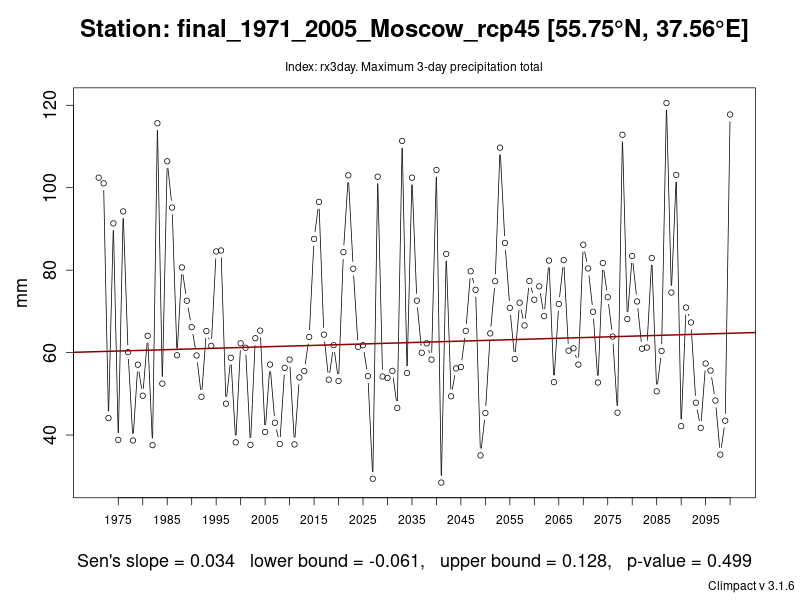 Station: final_1971_2005_Moscow_rcp45 [55.75°N, 37.56°E]
Index: rx3day. Maximum 3-day precipitation total
120
100
80
60
40
mm
1975 1985 1995 2005 2015 2025 2035 2045 2055 2065 2075 2085 2095
Sen's slope = 0.034 lower bound = -0.061, upper bound = 0.128, p-value = 0.499
Climpact v 3.1.6